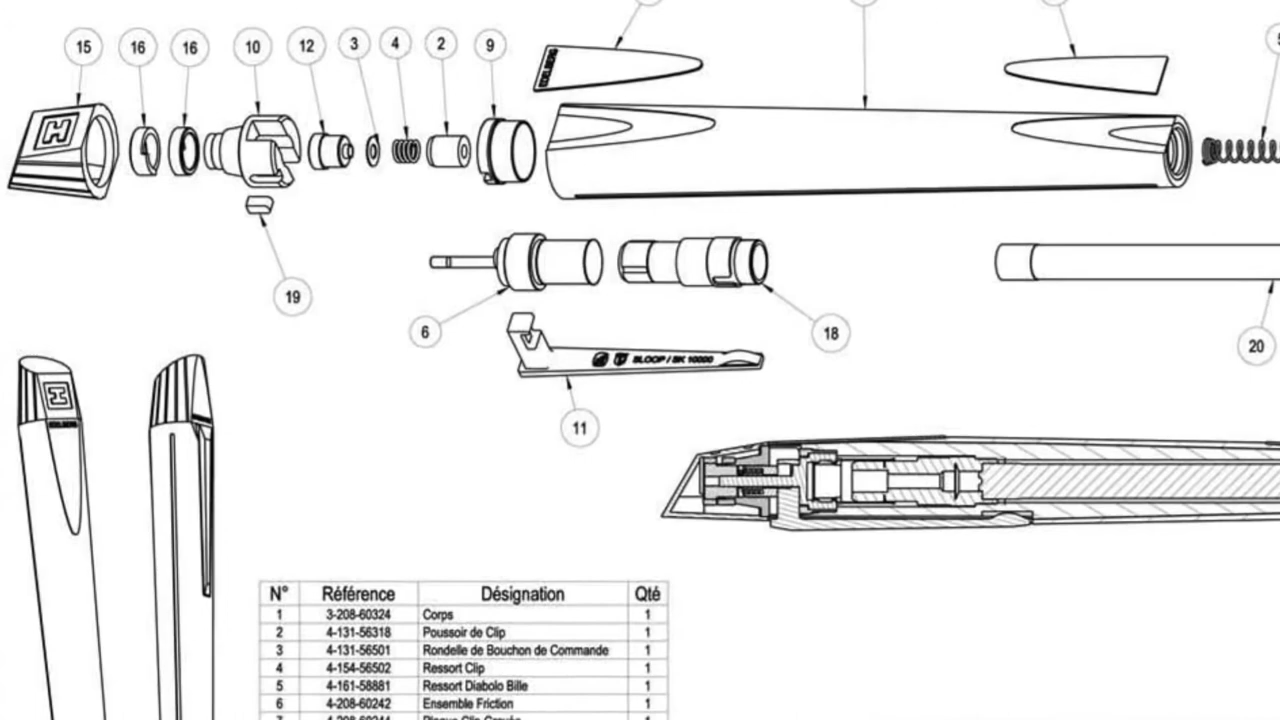 15 16 16 10 12 3 4 2 9
19
6 18 20
SLOOP / SK 10000
11
N° Référence Désignation Qté
1 3-208-60324 Corps 1
2 4-131-56318 Poussoir de Clip 1
3 4-131-56501 Rondelle de Bouchon de Commande 1
4 4-154-56502 Ressort Clip 1
5 4-161-58881 Ressort Diabolo Bille 1
6 4-208-60242 Ensemble Friction 1